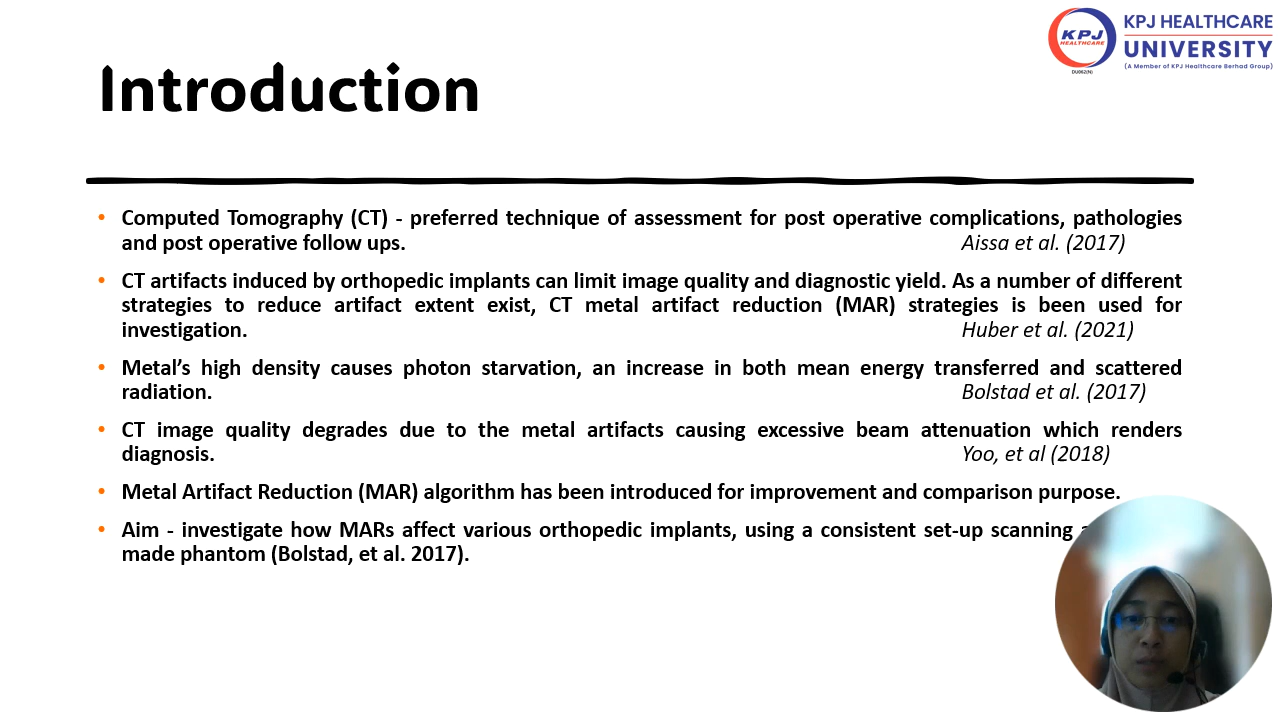 KPJ HEALTHCARE
UNIVERSITY
(A Member of KPJ Healthcare Berhad Group)
KPJ
HEALTHCARE
DU062(N)
Introduction
• Computed Tomography (CT) - preferred technique of assessment for post operative complications, pathologies
and post operative follow ups. Aissa et al. (2017)
• CT artifacts induced by orthopedic implants can limit image quality and diagnostic yield. As a number of different
strategies to reduce artifact extent exist, CT metal artifact reduction (MAR) strategies is been used for
investigation. Huber et al. (2021)
• Metal’s high density causes photon starvation, an increase in both mean energy transferred and scattered
radiation. Bolstad et al. (2017)
• CT image quality degrades due to the metal artifacts causing excessive beam attenuation which renders
diagnosis. Yoo, et al (2018)
• Metal Artifact Reduction (MAR) algorithm has been introduced for improvement and comparison purpose.
• Aim - investigate how MARs affect various orthopedic implants, using a consistent set-up scanning
made phantom (Bolstad, et al. 2017).